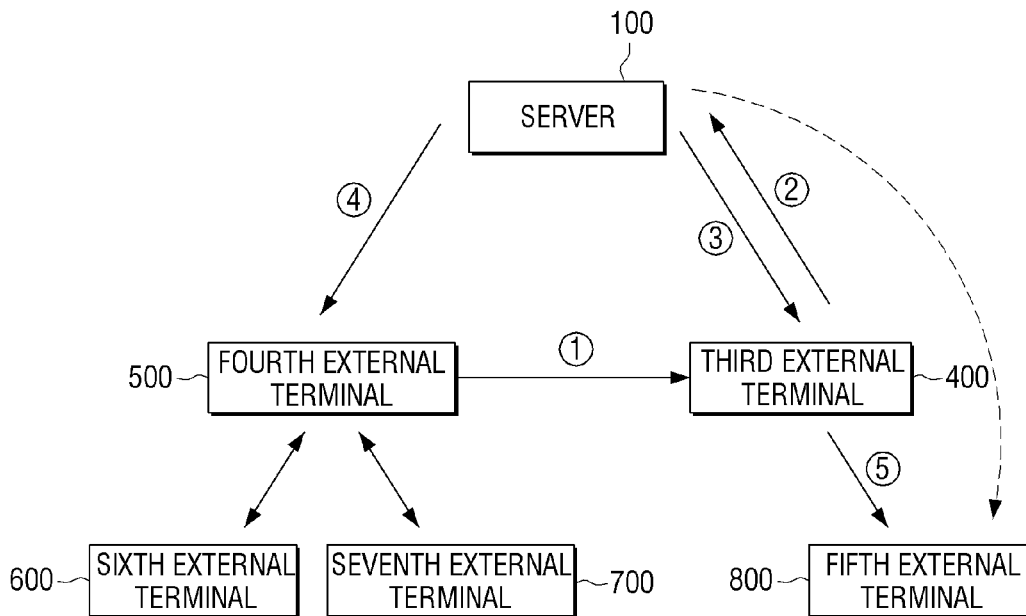 100
SERVER
④
②
③
①
500
FOURTH EXTERNAL
TERMINAL
THIRD EXTERNAL
TERMINAL
400
⑤
600
SIXTH EXTERNAL
TERMINAL
SEVENTH EXTERNAL
TERMINAL
700
800
FIFTH EXTERNAL
TERMINAL